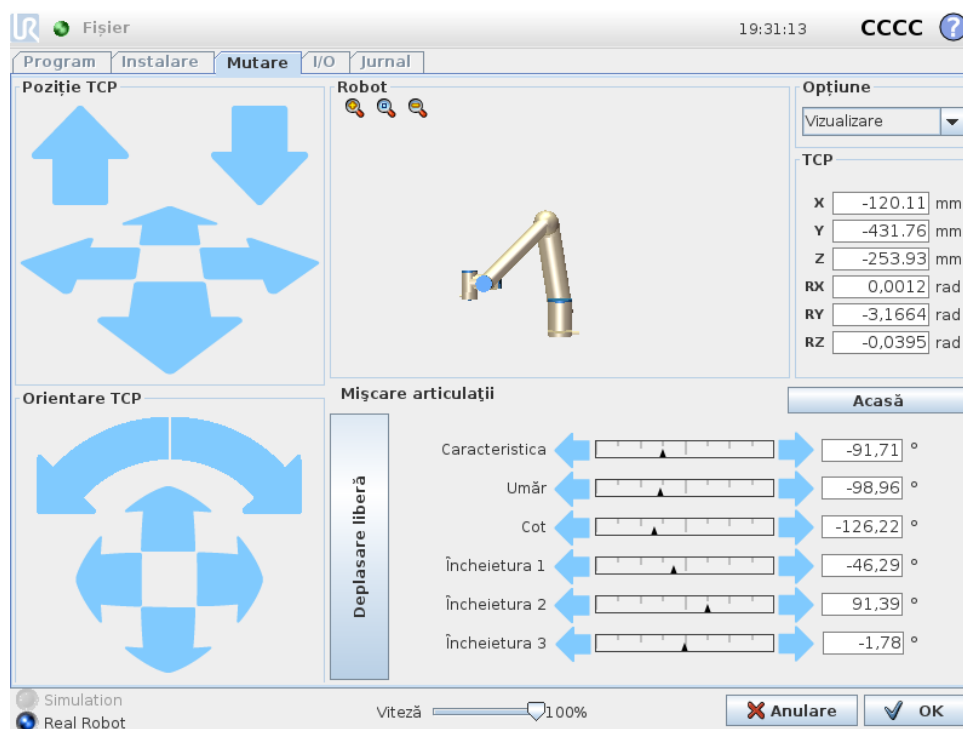 UR Fișier 19:31:13 CCCC ?
Program Instalare Mutare I/O Jurnal
Poziție TCP
Robot
Opțiune
Vizualizare
TCP
X -120.11 mm
Y -431.76 mm
Z -253.93 mm
RX 0,0012 rad
RY -3,1664 rad
RZ -0,0395 rad
Orientare TCP
Mișcare articulații
Acasă
Deplasare liberă
Caracteristica -91,71 °
Umăr -98,96 °
Cot -126,22 °
Încheietura 1 -46,29 °
Încheietura 2 91,39 °
Încheietura 3 -1,78 °
Simulation
Real Robot
Viteză 100%
Anulare
OK